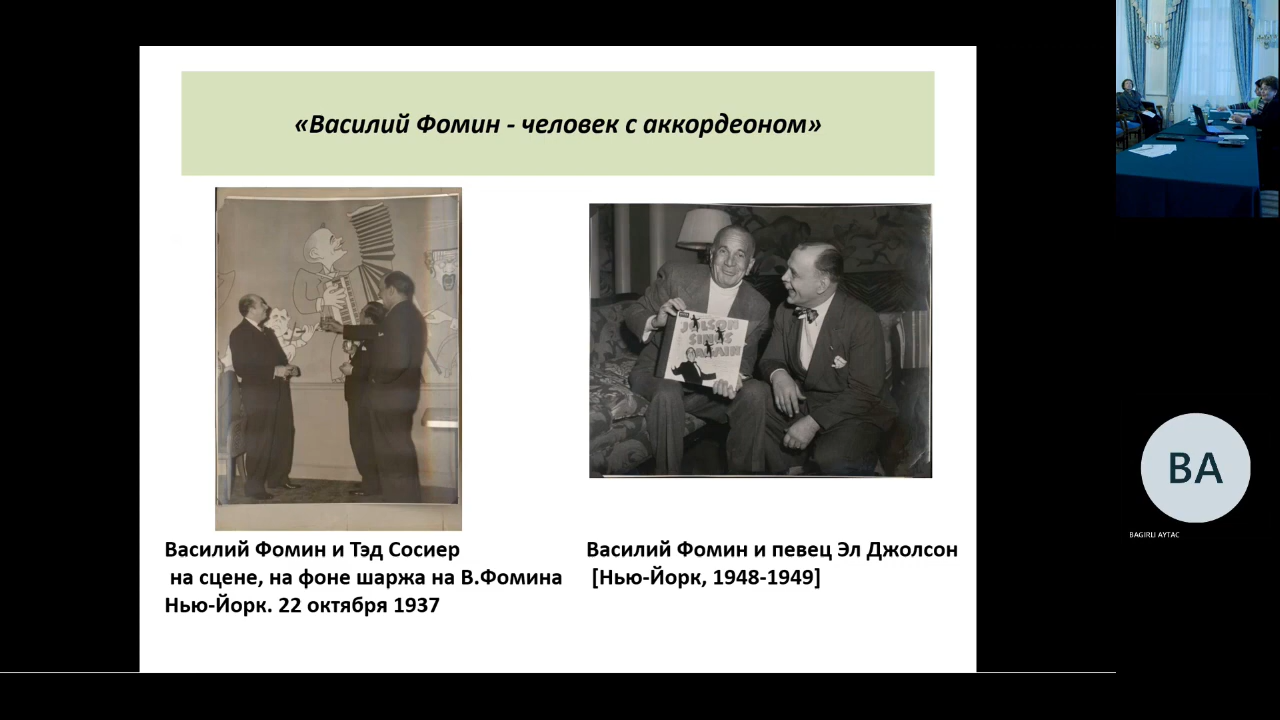 «Василий Фомин - человек с аккордеоном»
JOLSON
SINGS
AGAIN
Василий Фомин и Тэд Сосиер
на сцене, на фоне шаржа на В.Фомина
Нью-Йорк. 22 октября 1937
Василий Фомин и певец Эл Джолсон
[Нью-Йорк, 1948-1949]
BA
BAGIRLI AYTAC